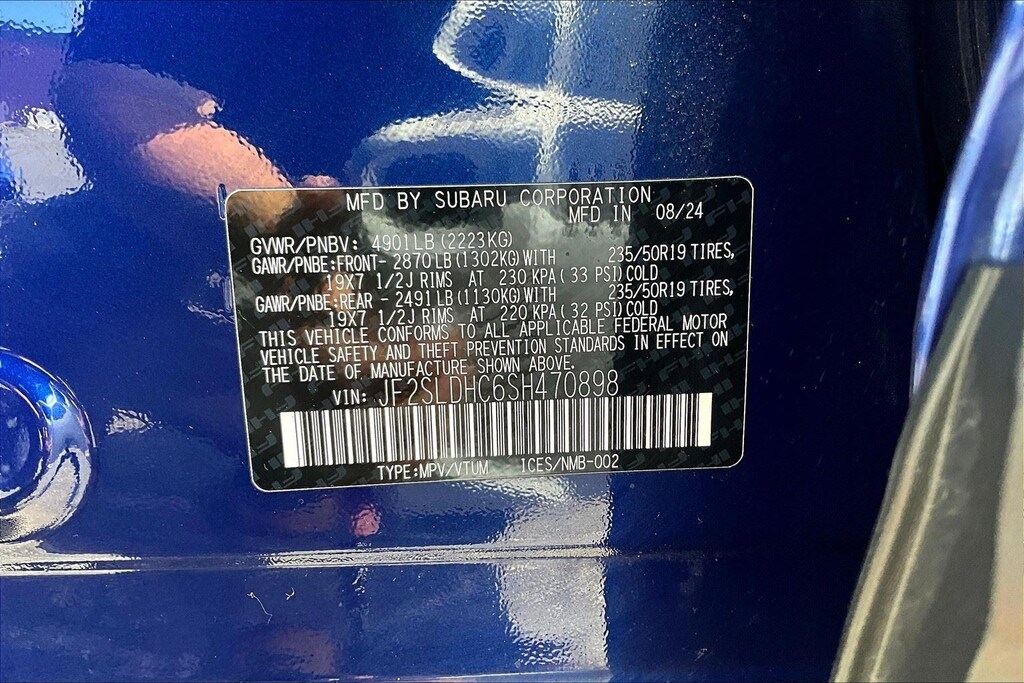 MFD BY SUBARU CORPORATION
MFD IN 08/24
GVWR/PNBV: 4901LB(2223KG)
GAWR/PNBE:FRONT- 2870LB(1302KG)WITH 235/50R19 TIRES,
19X7 1/2J RIMS AT 230 KPA(33 PSI)COLD
GAWR/PNBE:REAR - 2491LB(1130KG)WITH 235/50R19 TIRES,
19X7 1/2J RIMS AT 220 KPA(32 PSI)COLD
THIS VEHICLE CONFORMS TO ALL APPLICABLE FEDERAL MOTOR
VEHICLE SAFETY AND THEFT PREVENTION STANDARDS IN EFFECT ON
THE DATE OF MANUFACTURE SHOWN ABOVE.
VIN: JF2SLDHC6SH470898
TYPE:MPV/VTUM ICES/NMB-002